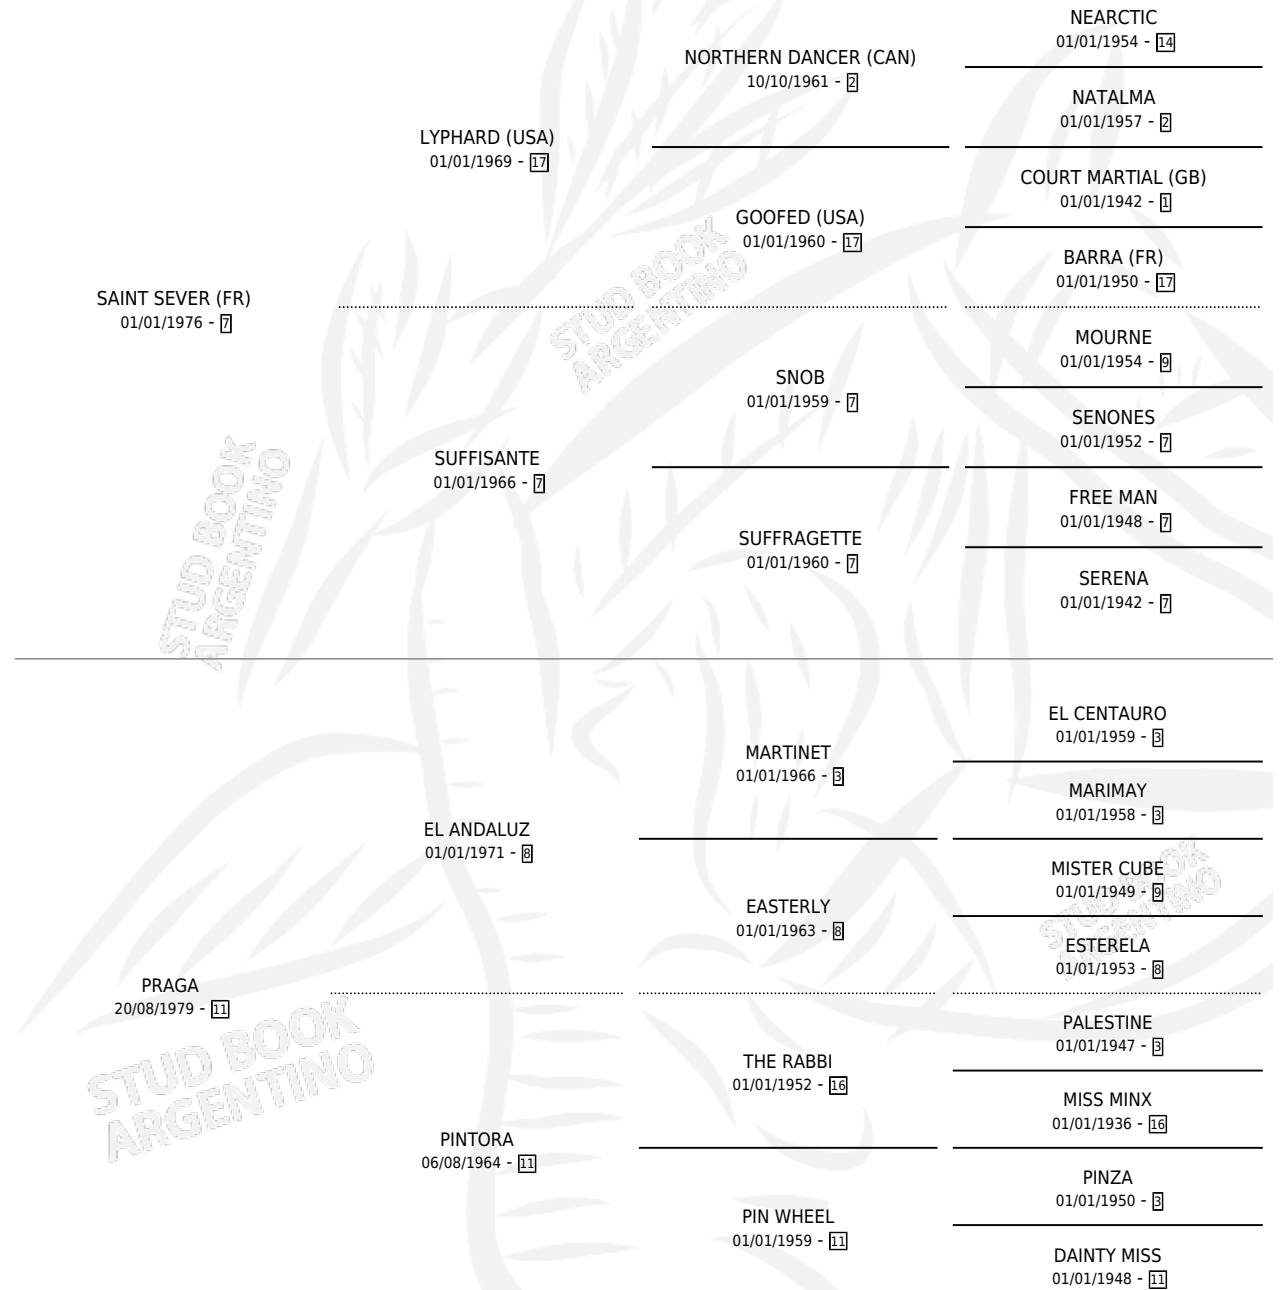 NEARCTIC
01/01/1954 - 14
NORTHERN DANCER (CAN)
10/10/1961 - 2
NATALMA
01/01/1957 - 2
LYPHARD (USA)
01/01/1969 - 17
COURT MARTIAL (GB)
01/01/1942 - 1
GOOFED (USA)
01/01/1960 - 17
BARRA (FR)
01/01/1950 - 17
SAINT SEVER (FR)
01/01/1976 - 7
STUD BOOK
ARGENTINO
MOURNE
01/01/1954 - 9
SNOB
01/01/1959 - 7
SENONES
01/01/1952 - 7
SUFFISANTE
01/01/1966 - 7
STUD BOOK
ARGENTINO
FREE MAN
01/01/1948 - 7
SUFFRAGETTE
01/01/1960 - 7
SERENA
01/01/1942 - 7
EL CENTAURO
01/01/1959 - 3
MARTINET
01/01/1966 - 3
MARIMAY
01/01/1958 - 3
EL ANDALUZ
01/01/1971 - 8
MISTER CUBE
01/01/1949 - 9
STUD BOOK
ARGENTINO
EASTERLY
01/01/1963 - 8
ESTERELA
01/01/1953 - 8
PRAGA
20/08/1979 - 11
STUD BOOK
ARGENTINO
PALESTINE
01/01/1947 - 3
THE RABBI
01/01/1952 - 16
MISS MINX
01/01/1936 - 16
PINTORA
06/08/1964 - 11
PINZA
01/01/1950 - 3
PIN WHEEL
01/01/1959 - 11
DAINTY MISS
01/01/1948 - 11